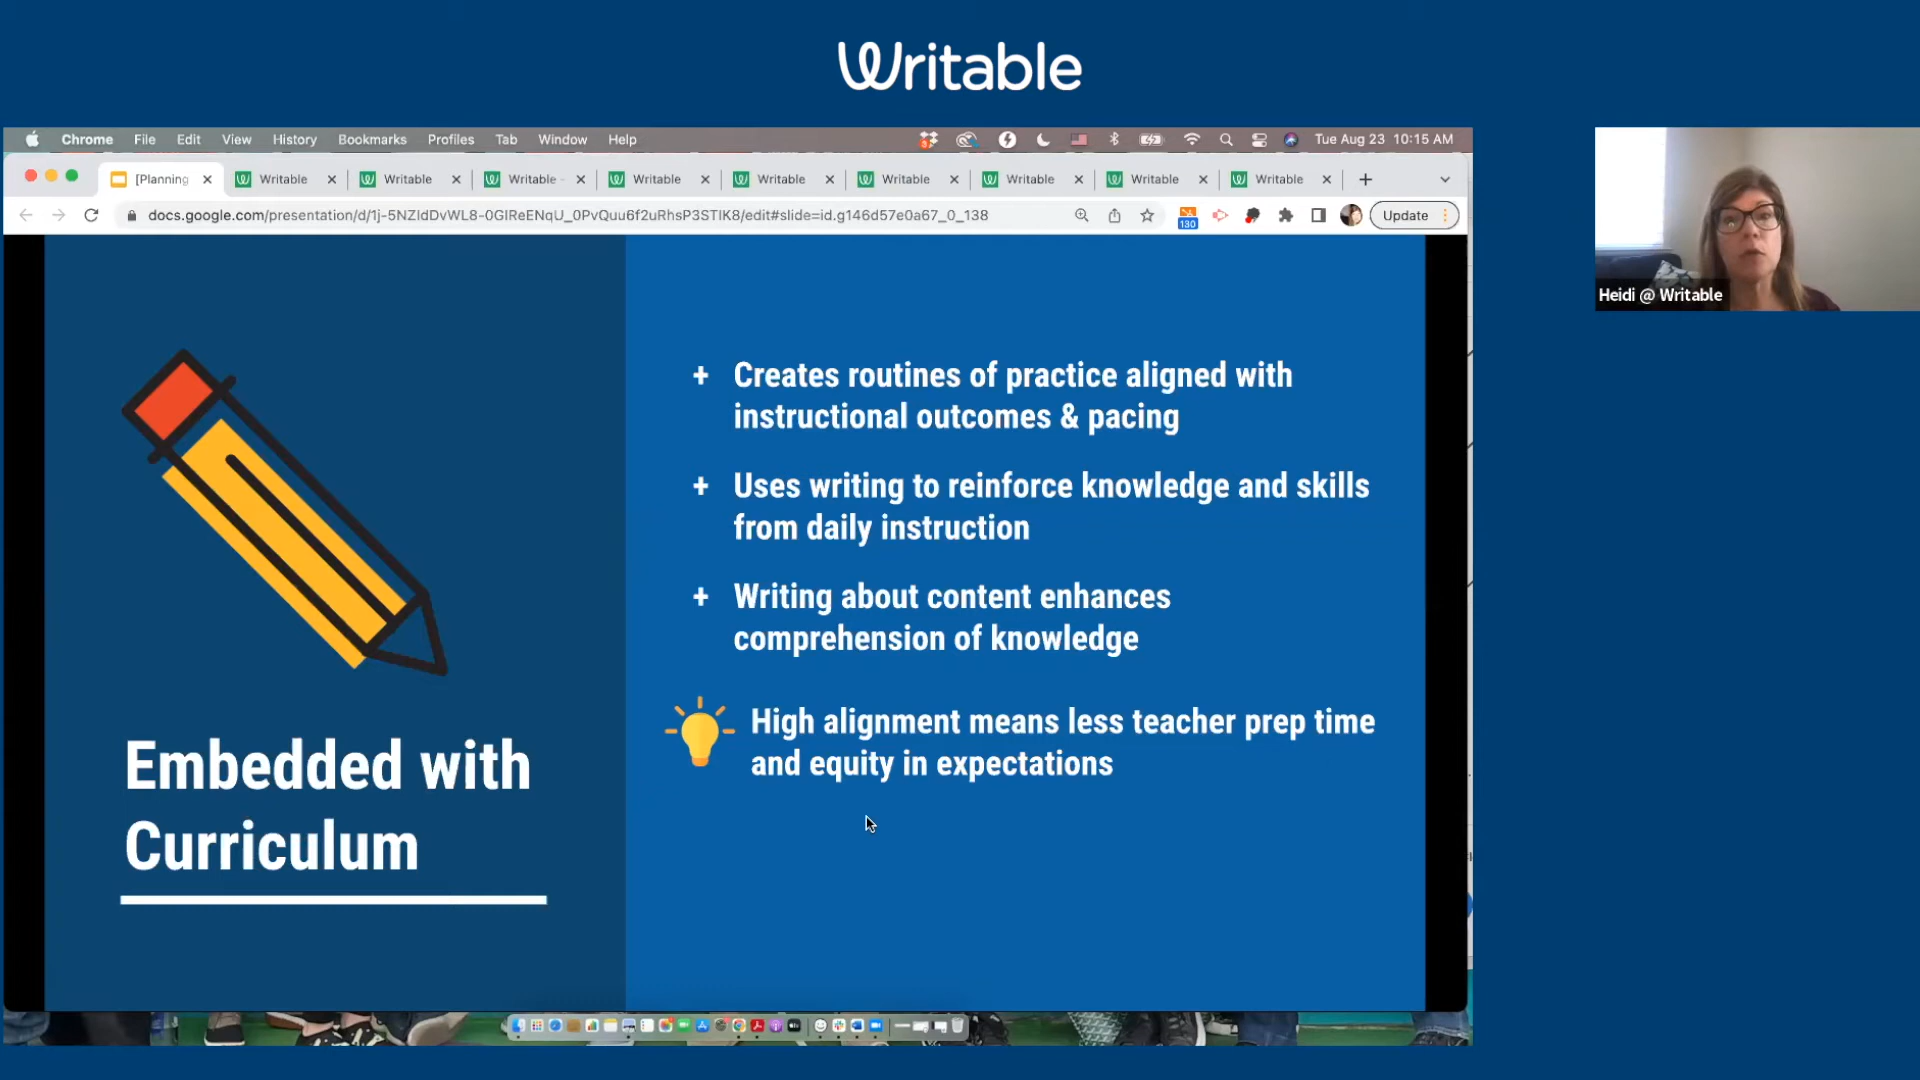 Writable
Chrome File Edit View History Bookmarks Profiles Tab Window Help Tue Aug 23 10:15 AM
[Planning Writable Writable Writable - Writable Writable Writable Writable Writable Writable
docs.google.com/presentation/d/1j-5NZldDvWL8-0GlReENqU_0PvQuu6f2uRhsP3STlK8/edit#slide=id.g146d57e0a67_0_138 130 Update
Heidi @ Writable
+ Creates routines of practice aligned with
instructional outcomes & pacing
+ Uses writing to reinforce knowledge and skills
from daily instruction
+ Writing about content enhances
comprehension of knowledge
High alignment means less teacher prep time
and equity in expectations
Embedded with
Curriculum